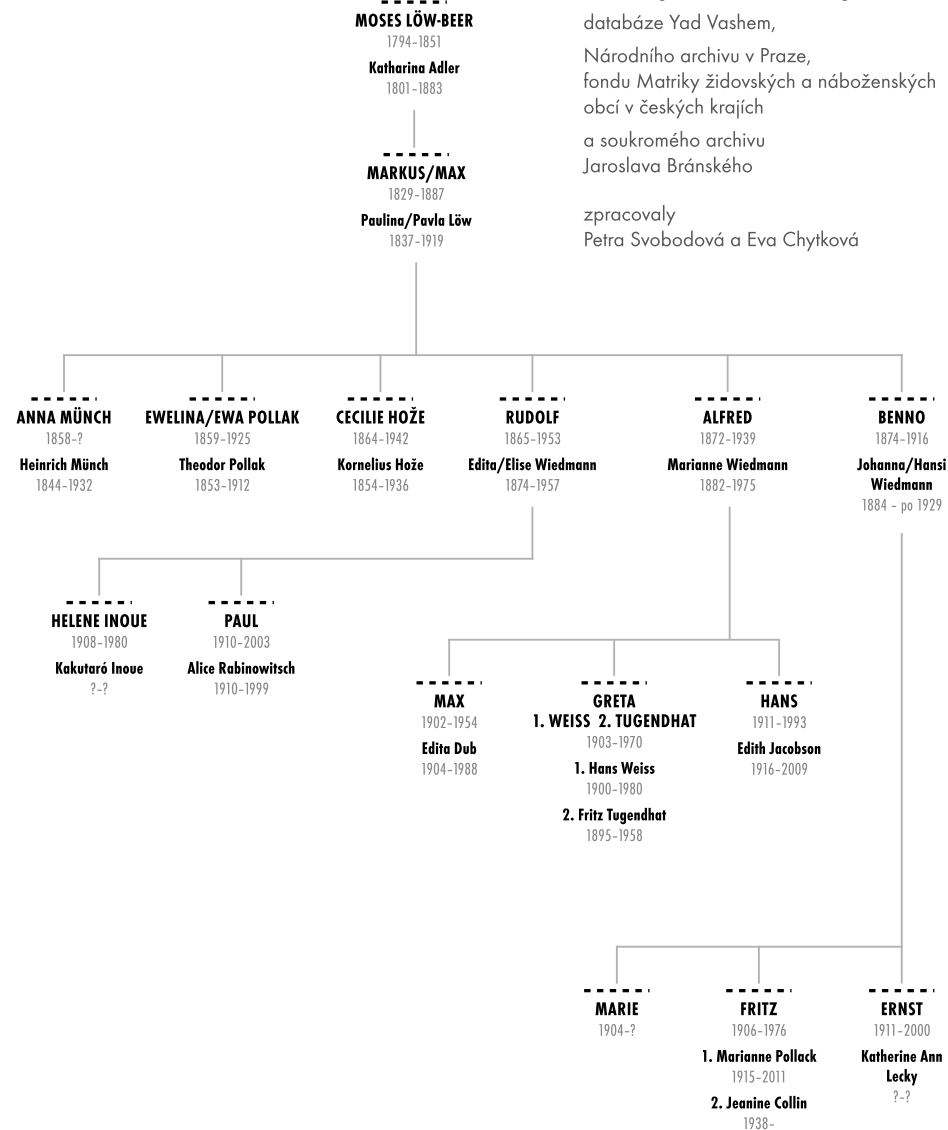 MOSES LÖW-BEER
1794–1851
Katharina Adler
1801–1883
MARKUS/MAX
1829–1887
Paulina/Pavla Löw
1837–1919
databáze Yad Vashem,
Národního archivu v Praze,
fondu Matriky židovských a náboženských
obcí v českých krajích
a soukromého archivu
Jaroslava Bránského
zpracovaly
Petra Svobodová a Eva Chytková
ANNA MÜNCH
1858–?
Heinrich Münch
1844–1932
EWELINA/EWA POLLAK
1859–1925
Theodor Pollak
1853–1912
CECILIE HOŽE
1864–1942
Kornelius Hože
1854–1936
RUDOLF
1865–1953
Edita/Elise Wiedmann
1874–1957
ALFRED
1872–1939
Marianne Wiedmann
1882–1975
BENNO
1874–1916
Johanna/Hansi
Wiedmann
1884 – po 1929
HELENE INOUE
1908–1980
Kakutaró Inoue
?–?
PAUL
1910–2003
Alice Rabinowitsch
1910–1999
MAX
1902–1954
Edita Dub
1904–1988
GRETA
1. WEISS 2. TUGENDHAT
1903–1970
1. Hans Weiss
1900–1980
2. Fritz Tugendhat
1895–1958
HANS
1911–1993
Edith Jacobson
1916–2009
MARIE
1904–?
FRITZ
1906–1976
1. Marianne Pollack
1915–2011
2. Jeanine Collin
1938–
ERNST
1911–2000
Katherine Ann
Lecky
?–?